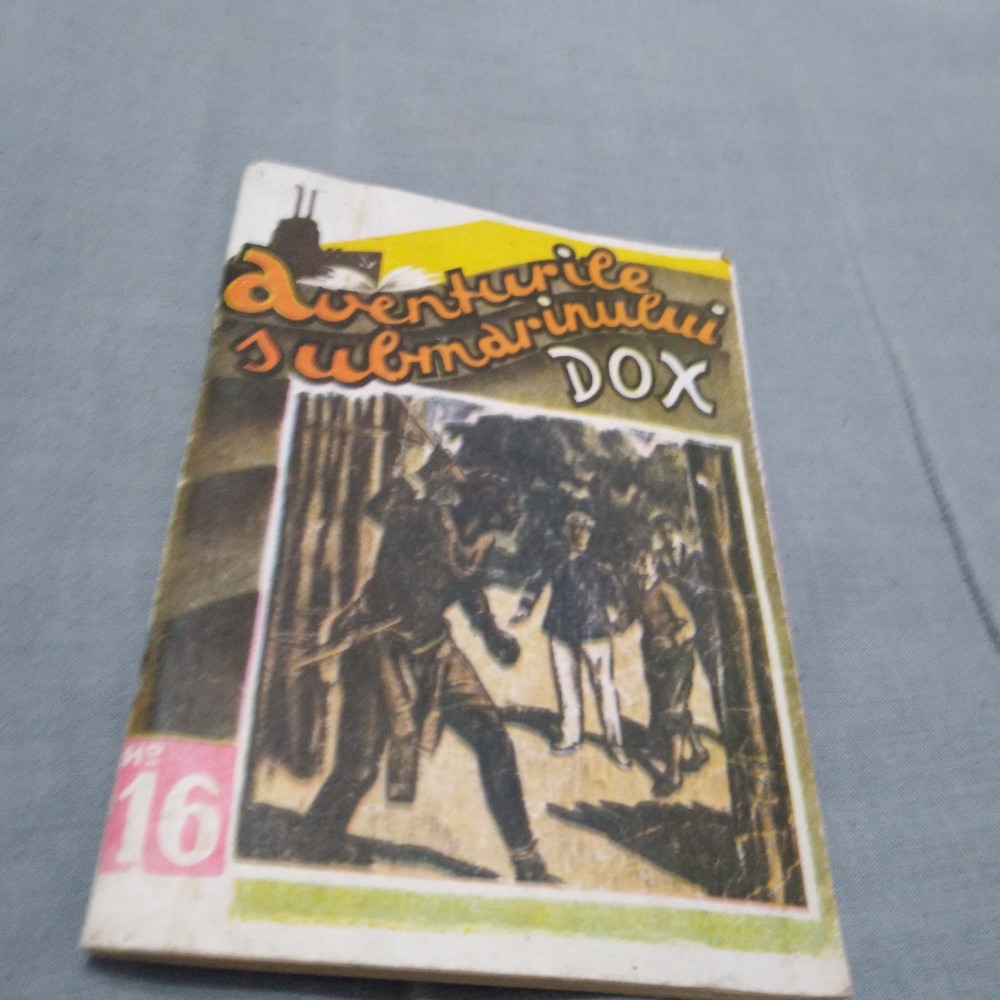 aventurile
submarinului
DOX
Nº
16